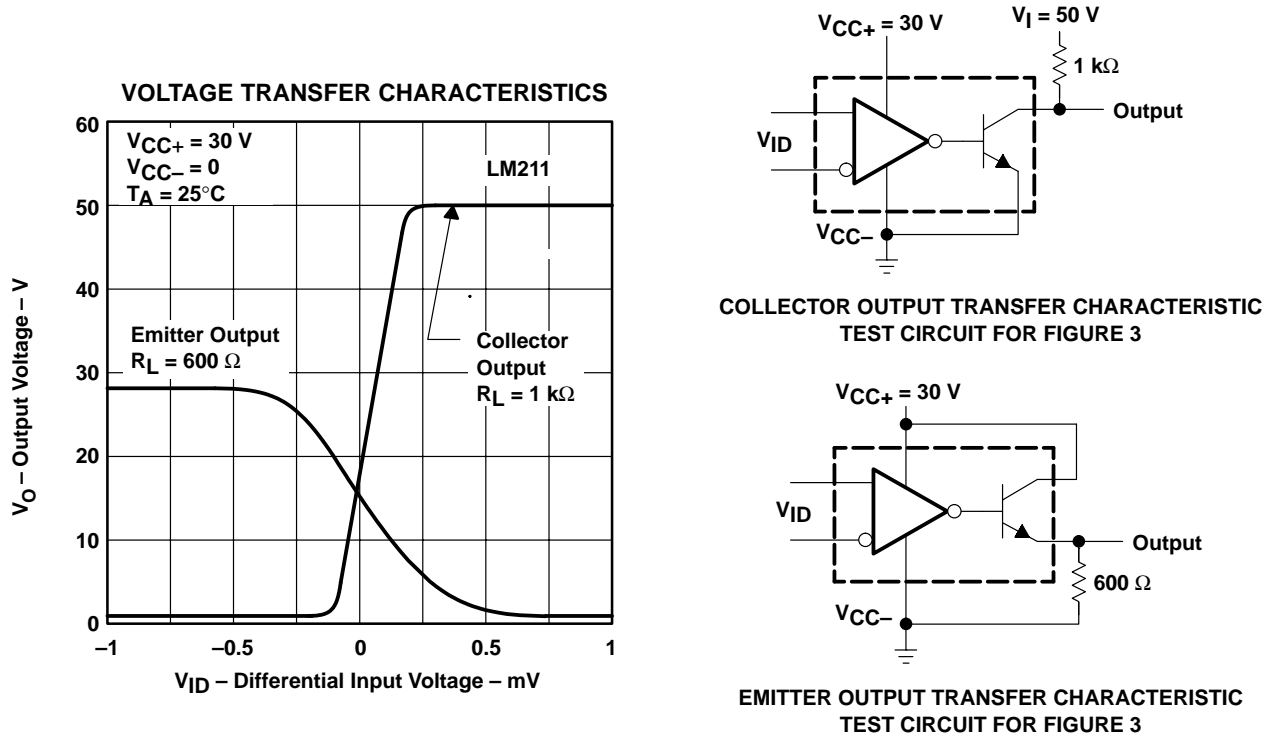 VOLTAGE TRANSFER CHARACTERISTICS
60
50
40
30
20
10
0
VO – Output Voltage – V
VCC+ = 30 V
VCC– = 0
TA = 25°C
LM211
Emitter Output
RL = 600 Ω
Collector
Output
RL = 1 kΩ
–1
–0.5
0
0.5
1
VID – Differential Input Voltage – mV
VCC+ = 30 V
VI = 50 V
1 kΩ
Output
VID
VCC–
COLLECTOR OUTPUT TRANSFER CHARACTERISTIC
TEST CIRCUIT FOR FIGURE 3
VCC+ = 30 V
VID
Output
600 Ω
VCC–
EMITTER OUTPUT TRANSFER CHARACTERISTIC
TEST CIRCUIT FOR FIGURE 3